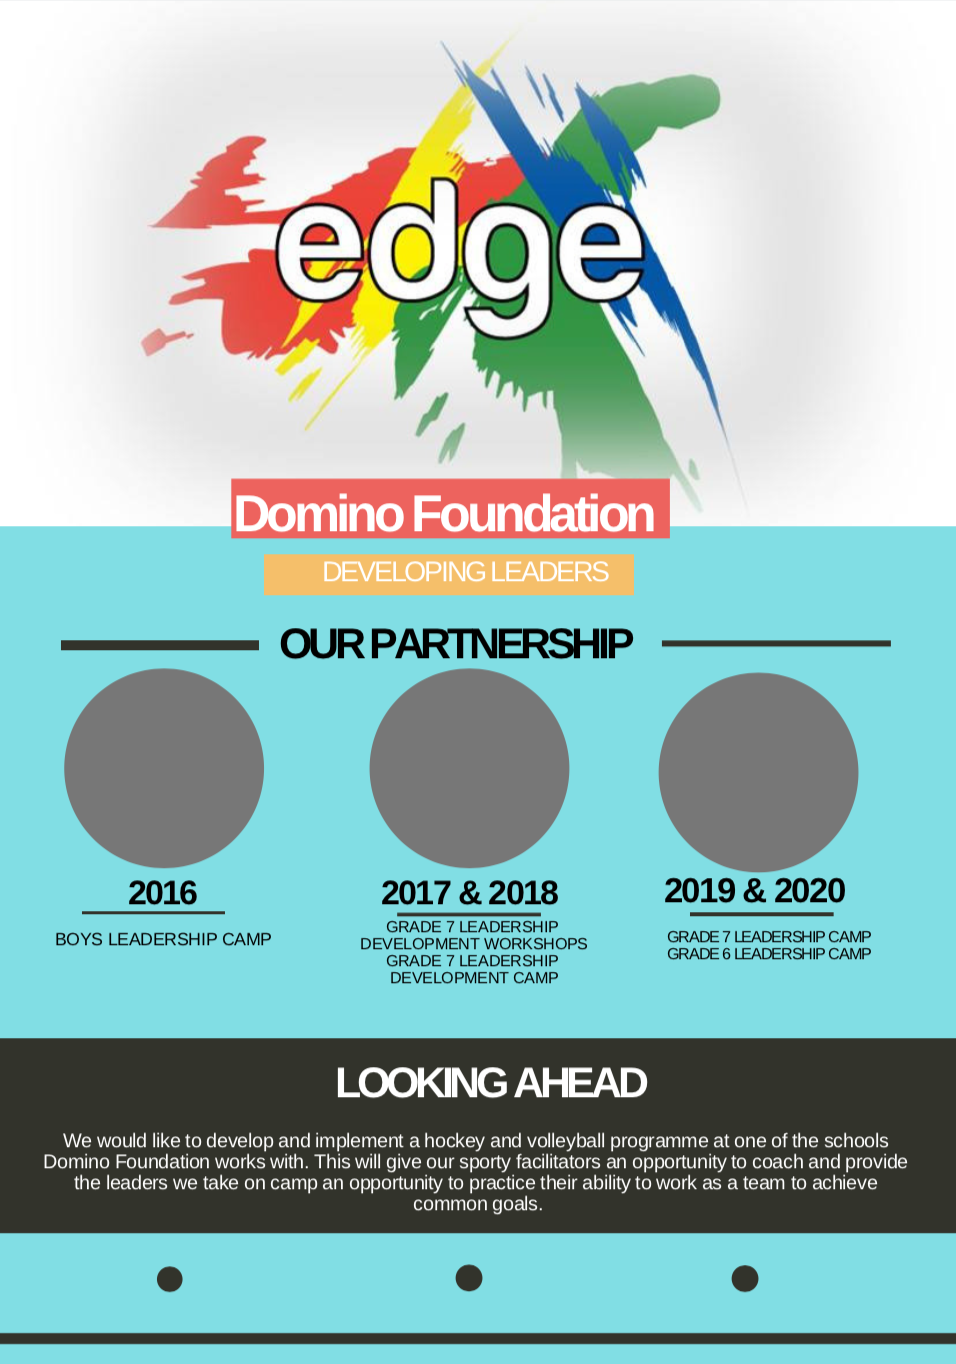 edge
Domino Foundation
DEVELOPING LEADERS
OUR PARTNERSHIP
2016
BOYS LEADERSHIP CAMP
2017 & 2018
GRADE 7 LEADERSHIP
DEVELOPMENT WORKSHOPS
GRADE 7 LEADERSHIP
DEVELOPMENT CAMP
2019 & 2020
GRADE 7 LEADERSHIP CAMP
GRADE 6 LEADERSHIP CAMP
LOOKING AHEAD
We would like to develop and implement a hockey and volleyball programme at one of the schools
Domino Foundation works with. This will give our sporty facilitators an opportunity to coach and provide
the leaders we take on camp an opportunity to practice their ability to work as a team to achieve
common goals.